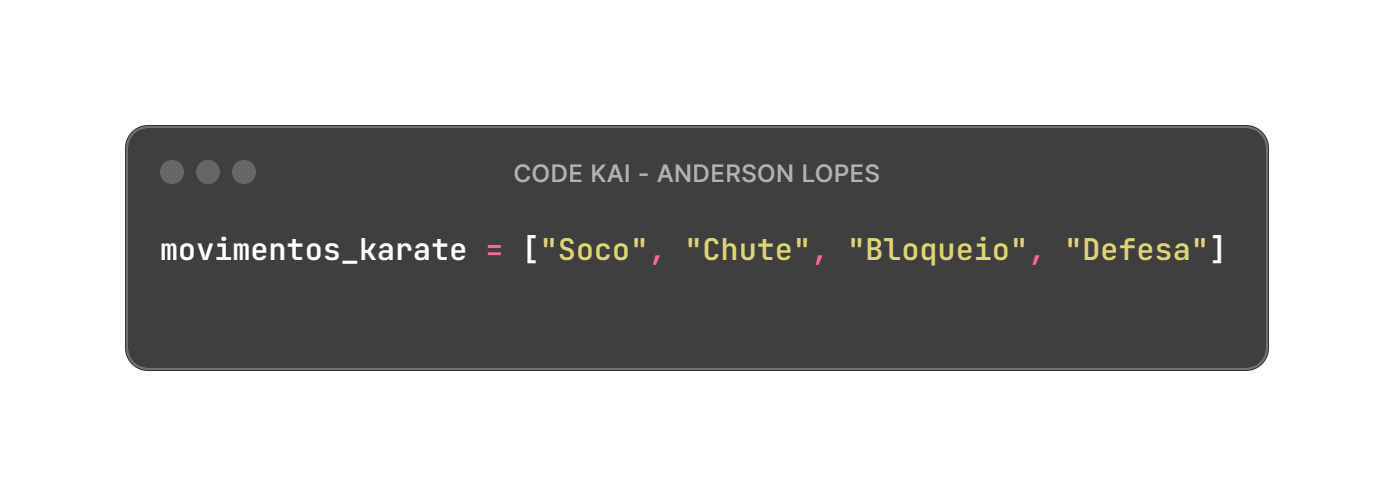 CODE KAI - ANDERSON LOPES
movimentos_karate = ["Soco", "Chute", "Bloqueio", "Defesa"]